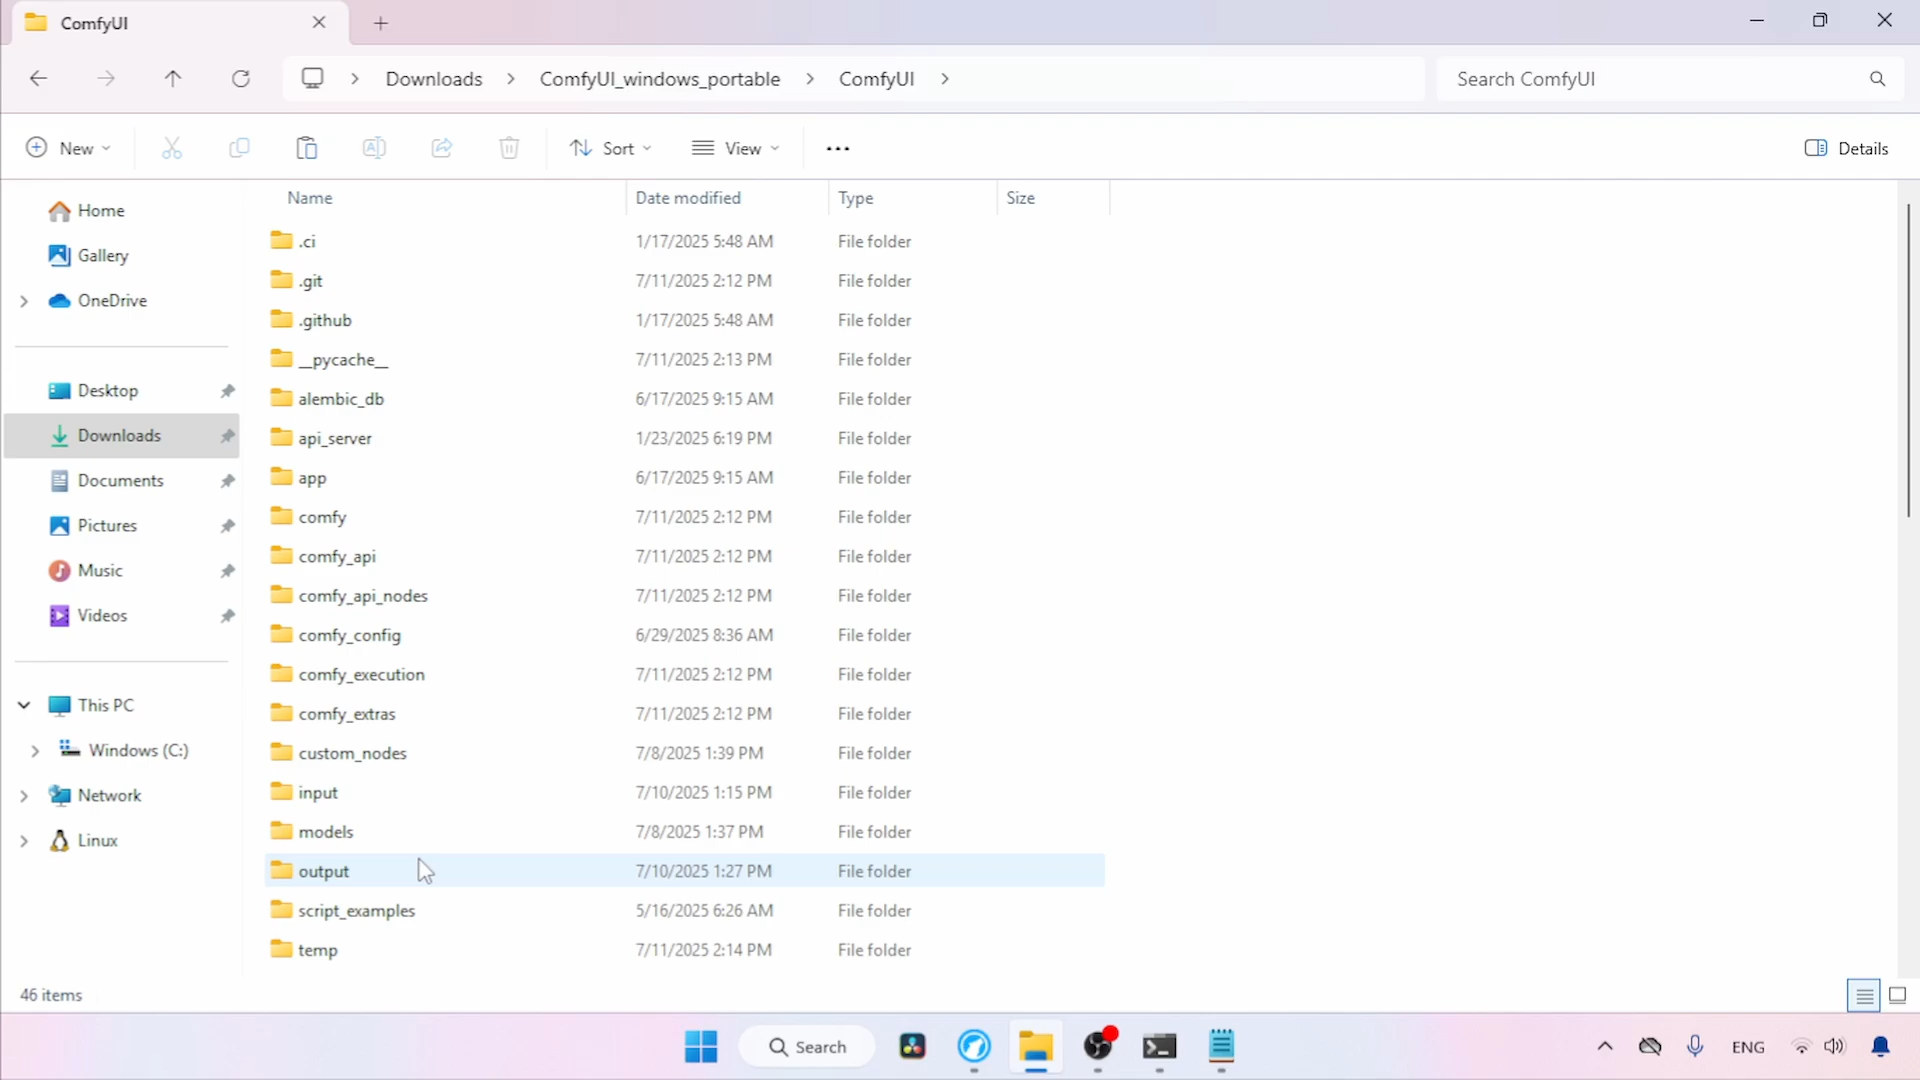 ComfyUI
Downloads > ComfyUI_windows_portable > ComfyUI >
Search ComfyUI
New
Sort
View
Details
Name Date modified Type Size
Home
Gallery
OneDrive
Desktop
Downloads
Documents
Pictures
Music
Videos
This PC
Windows (C:)
Network
Linux
.ci 1/17/2025 5:48 AM File folder
.git 7/11/2025 2:12 PM File folder
.github 1/17/2025 5:48 AM File folder
__pycache__ 7/11/2025 2:13 PM File folder
alembic_db 6/17/2025 9:15 AM File folder
api_server 1/23/2025 6:19 PM File folder
app 6/17/2025 9:15 AM File folder
comfy 7/11/2025 2:12 PM File folder
comfy_api 7/11/2025 2:12 PM File folder
comfy_api_nodes 7/11/2025 2:12 PM File folder
comfy_config 6/29/2025 8:36 AM File folder
comfy_execution 7/11/2025 2:12 PM File folder
comfy_extras 7/11/2025 2:12 PM File folder
custom_nodes 7/8/2025 1:39 PM File folder
input 7/10/2025 1:15 PM File folder
models 7/8/2025 1:37 PM File folder
output 7/10/2025 1:27 PM File folder
script_examples 5/16/2025 6:26 AM File folder
temp 7/11/2025 2:14 PM File folder
46 items
Search
ENG